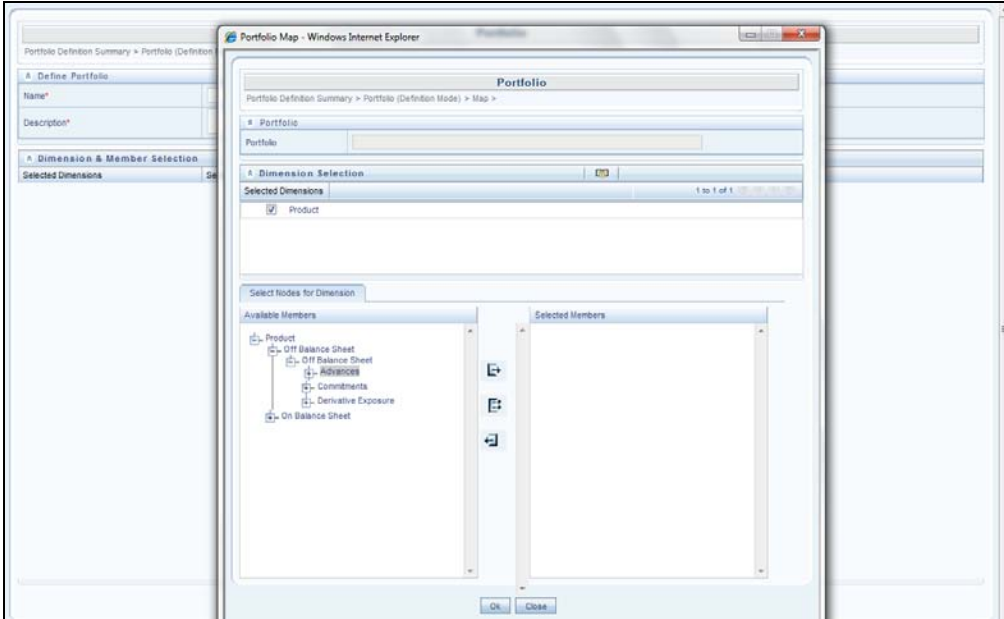 Portfolio Map - Windows Internet Explorer
Portfolio
Portfolio Definition Summary > Portfolio (Definition
Define Portfolio
Name*
Description*
Dimension & Member Selection
Selected Dimensions
Se
Portfolio
Portfolio Definition Summary > Portfolio (Definition Mode) > Map >
Portfolio
Portfolio
Dimension Selection
Selected Dimensions 1 to 1 of 1
Product
Select Nodes for Dimension
Available Members Selected Members
Product
Off Balance Sheet
Off Balance Sheet
Advances
Commitments
Derivative Exposure
On Balance Sheet
Ok Close